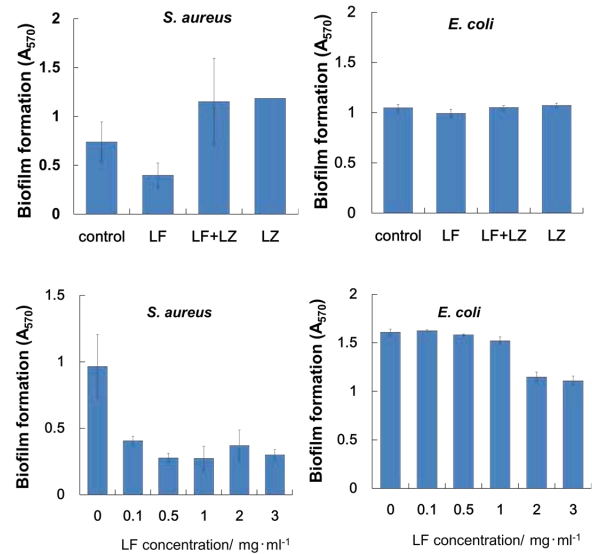 S. aureus
Biofilm formation (A570)
2
1.5
1
0.5
0
control LF LF+LZ LZ
E. coli
Biofilm formation (A570)
2
1.5
1
0.5
0
control LF LF+LZ LZ
S. aureus
Biofilm formation (A570)
1.5
1
0.5
0
0 0.1 0.5 1 2 3
LF concentration/ mg·ml-1
E. coli
Biofilm formation (A570)
2
1.5
1
0.5
0
0 0.1 0.5 1 2 3
LF concentration/ mg·ml-1